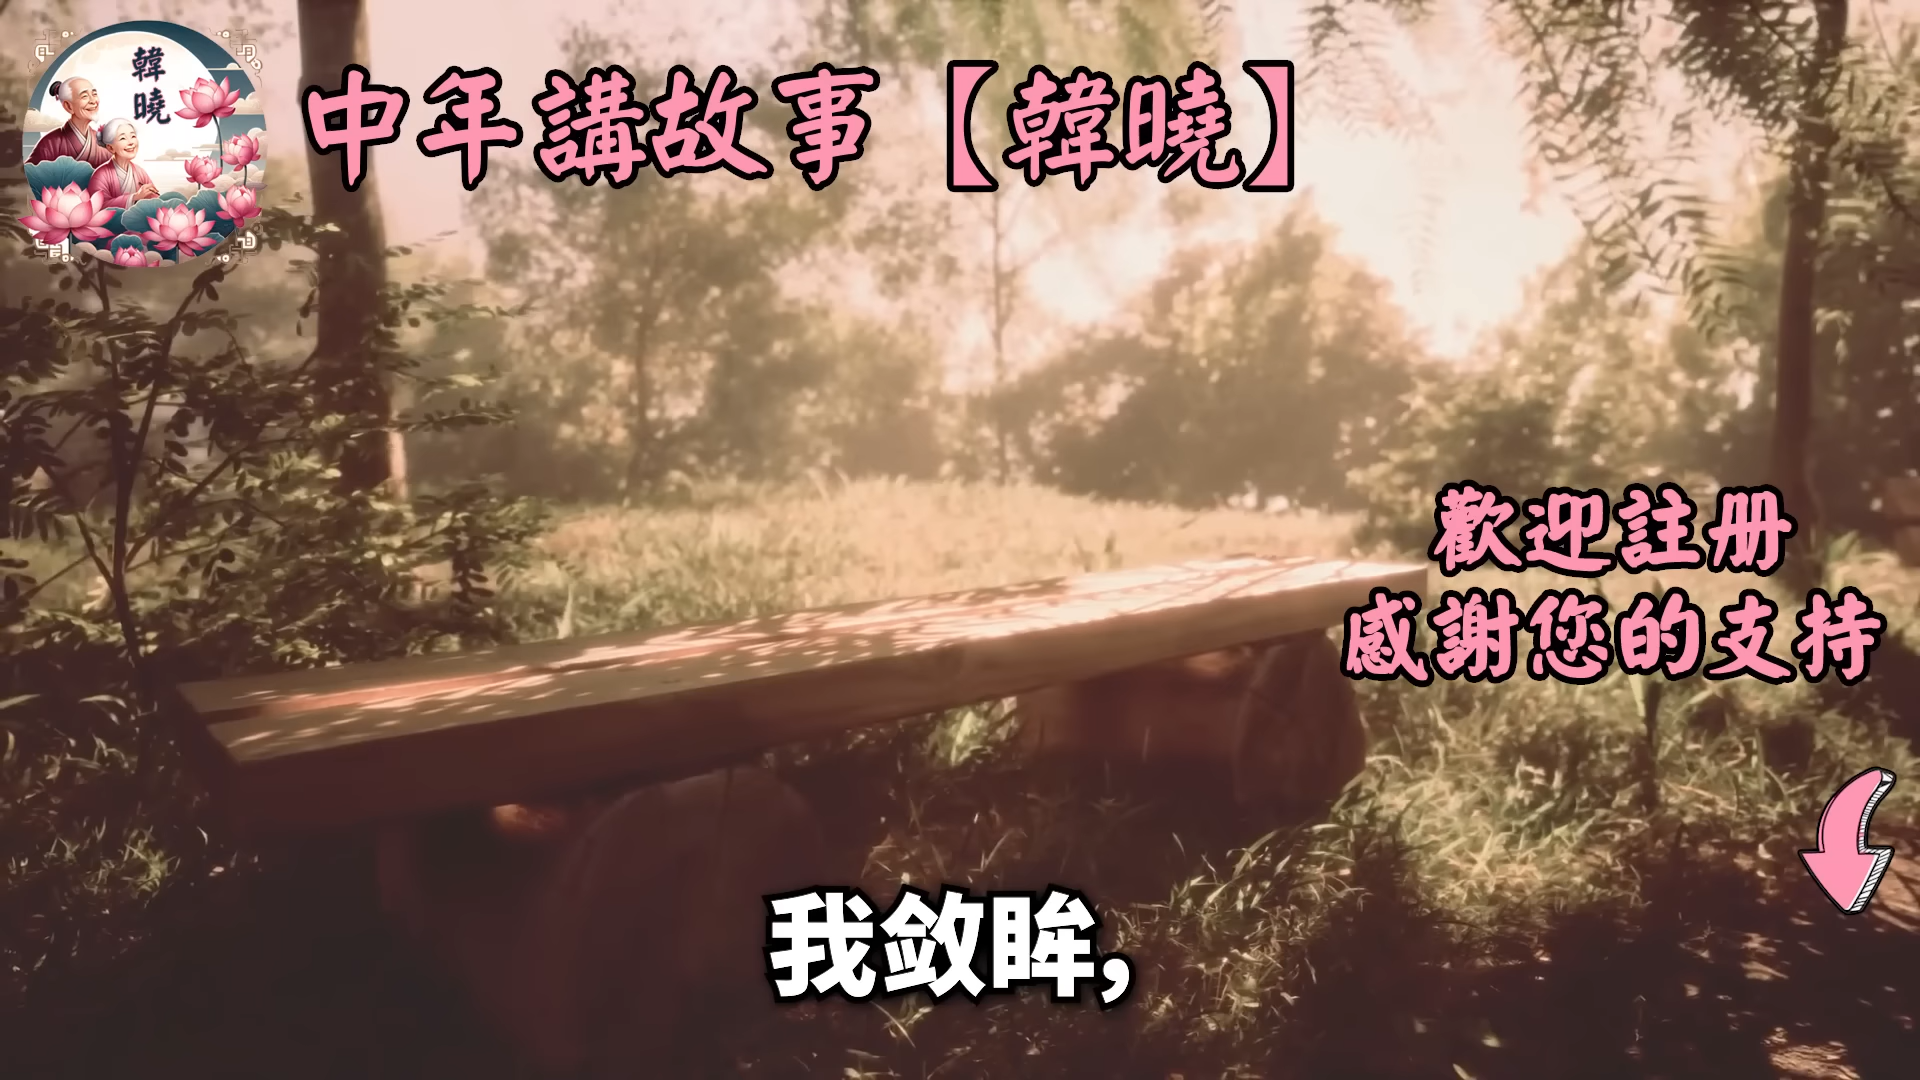 韓
曉
中年講故事【韓曉】
歡迎註册
感謝您的支持
我斂眸,